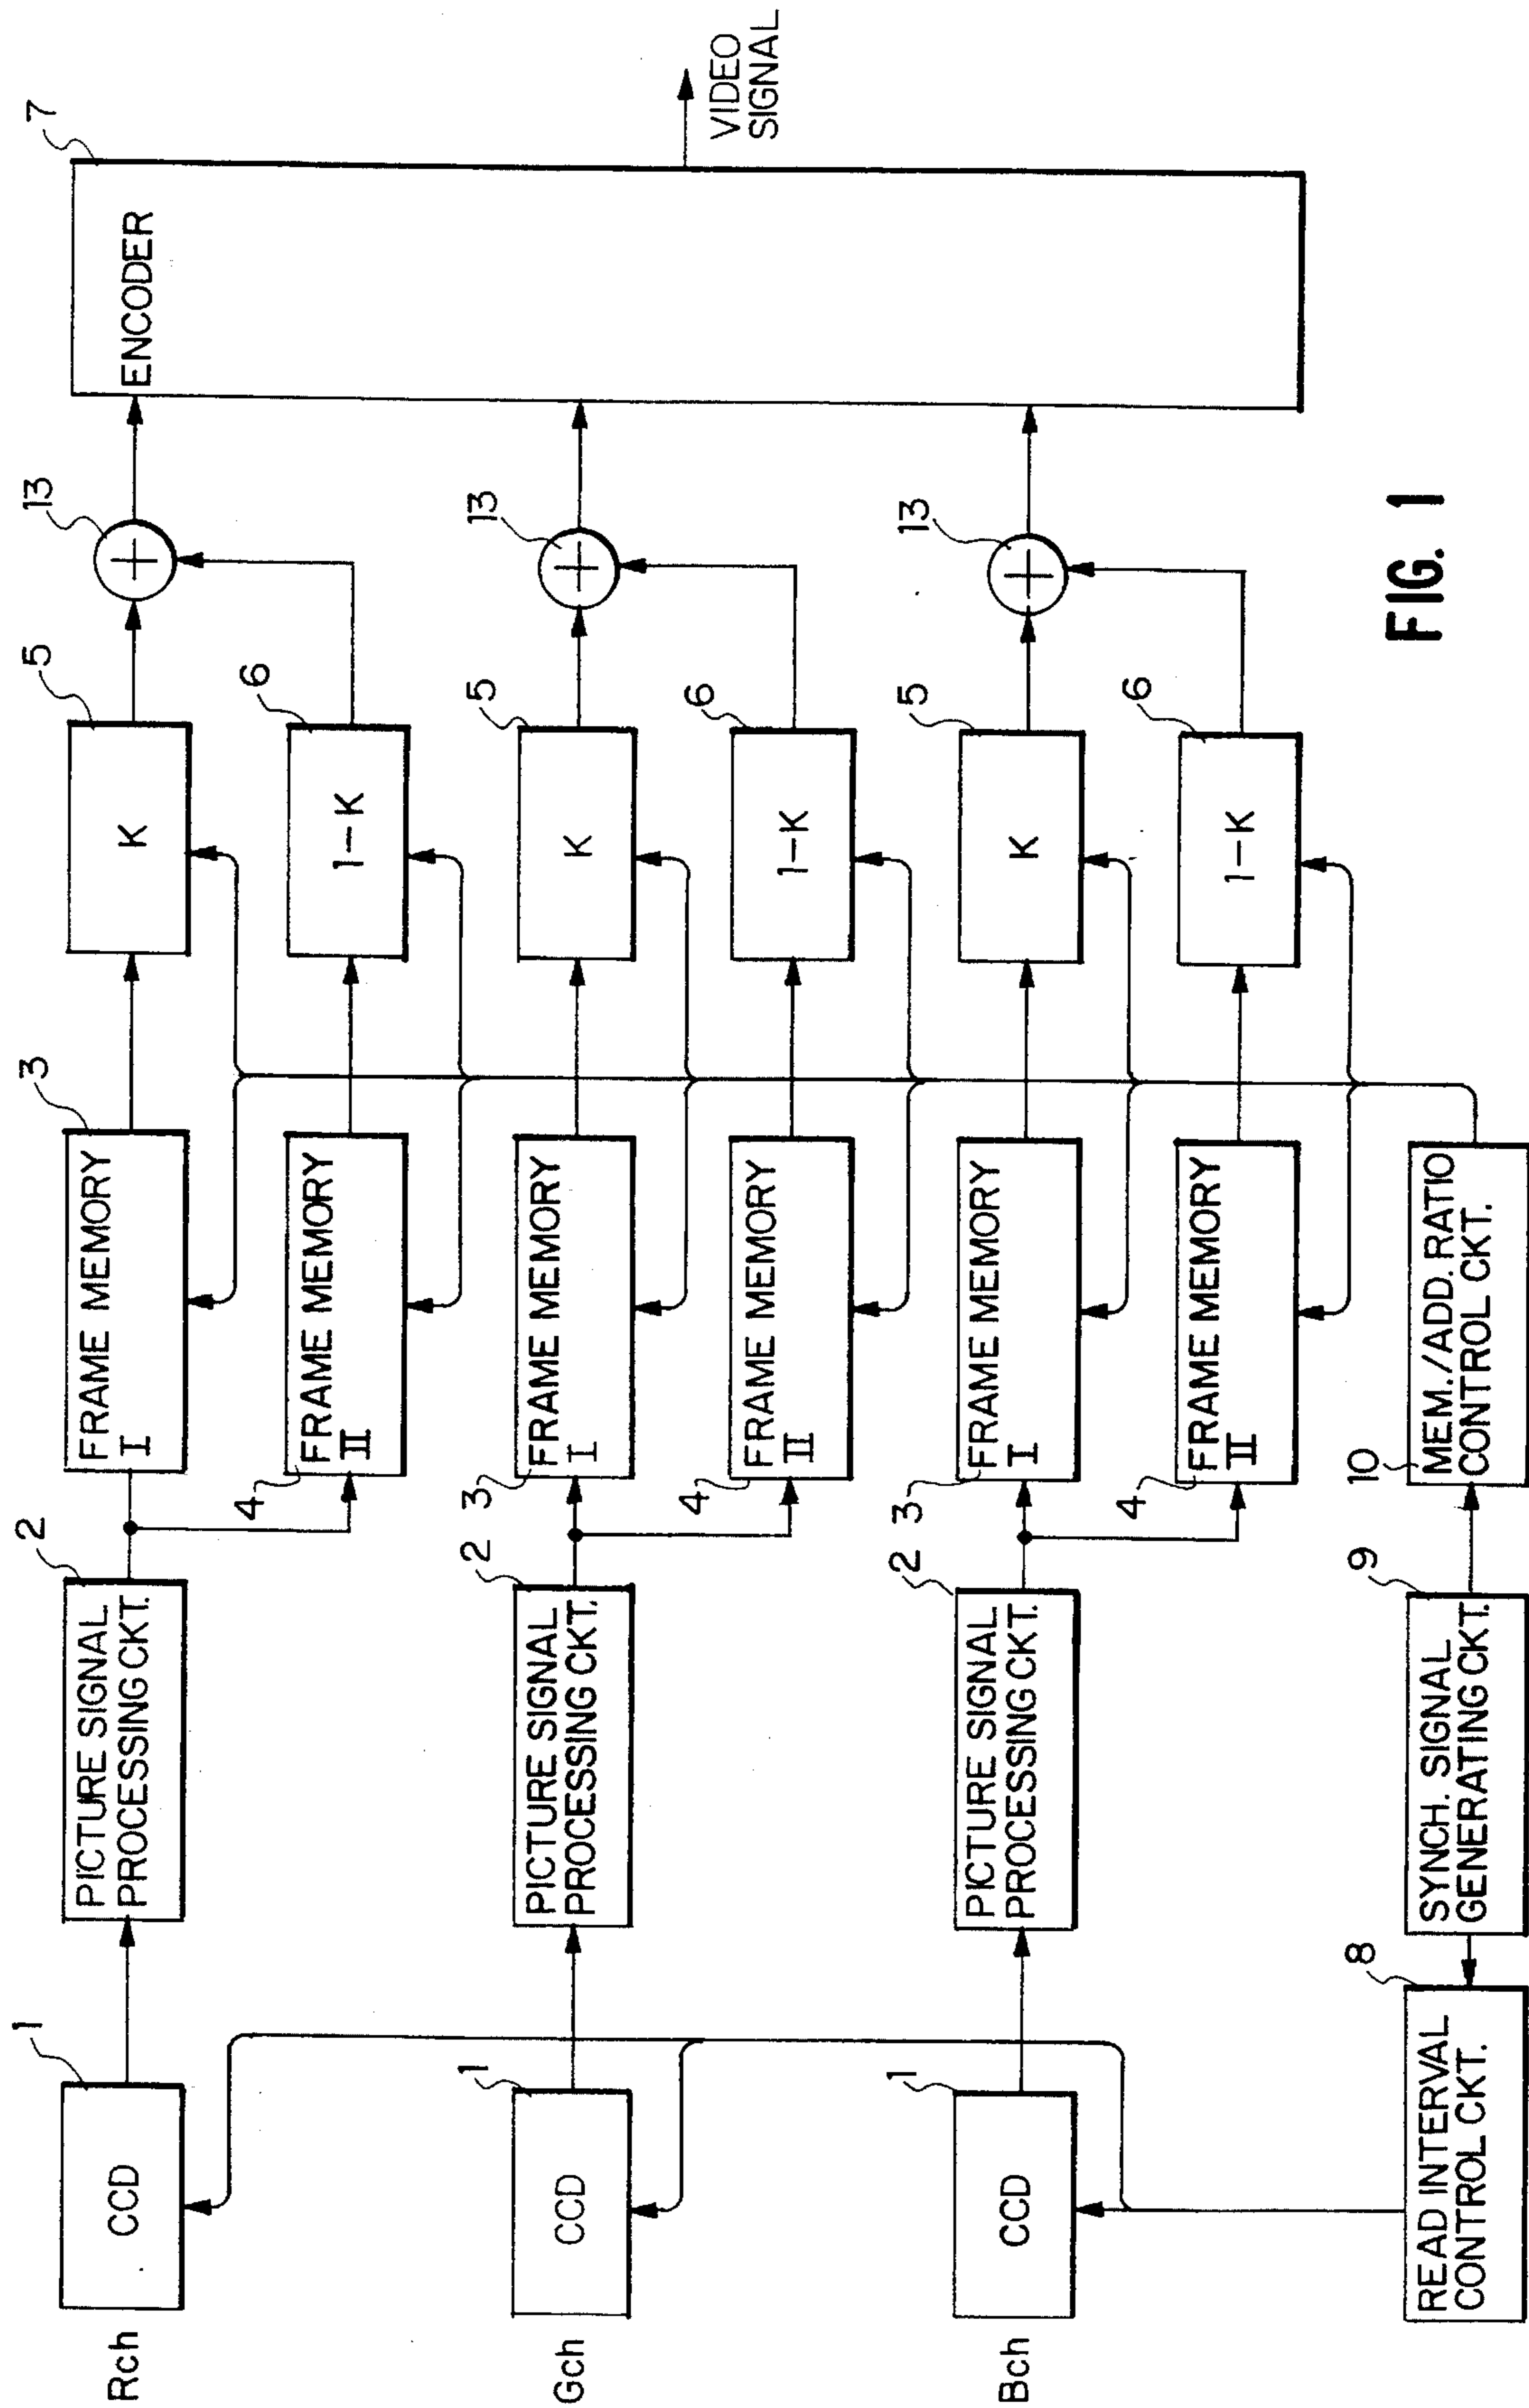 Rch
1
CCD
2
PICTURE SIGNAL
PROCESSING CKT.
3
FRAME MEMORY
I
5
K
13
+
7
ENCODER
VIDEO
SIGNAL
4
FRAME MEMORY
II
6
1-K
Gch
1
CCD
2
PICTURE SIGNAL
PROCESSING CKT.
3
FRAME MEMORY
I
5
K
13
+
4
FRAME MEMORY
II
6
1-K
Bch
1
CCD
2
PICTURE SIGNAL
PROCESSING CKT.
3
FRAME MEMORY
I
5
K
13
+
4
FRAME MEMORY
II
6
1-K
8
READ INTERVAL
CONTROL CKT.
9
SYNCH. SIGNAL
GENERATING CKT.
10
MEM./ADD. RATIO
CONTROL CKT.
FIG. 1